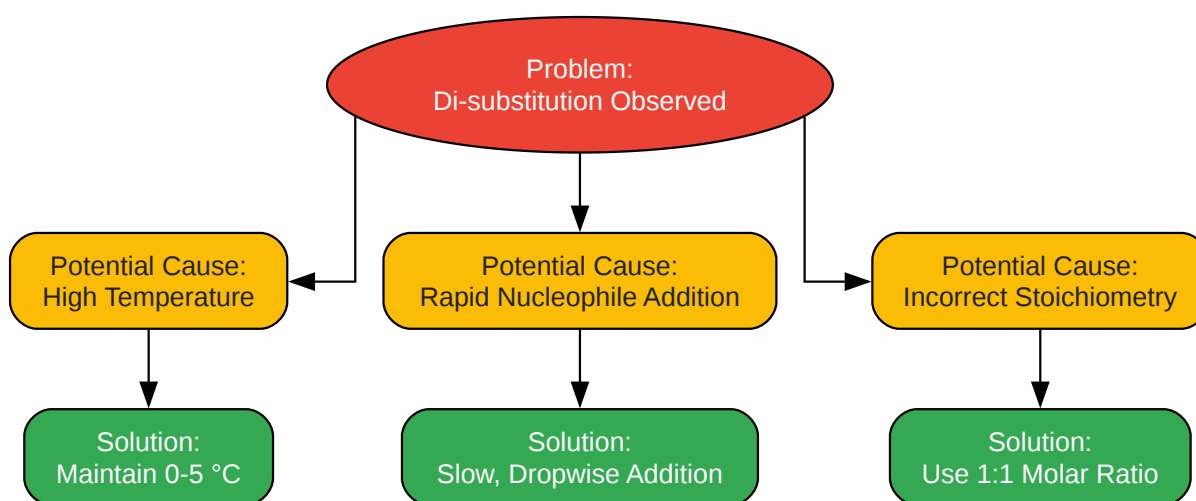 Problem:
Di-substitution Observed
Potential Cause:
High Temperature
Potential Cause:
Rapid Nucleophile Addition
Potential Cause:
Incorrect Stoichiometry
Solution:
Maintain 0-5 °C
Solution:
Slow, Dropwise Addition
Solution:
Use 1:1 Molar Ratio